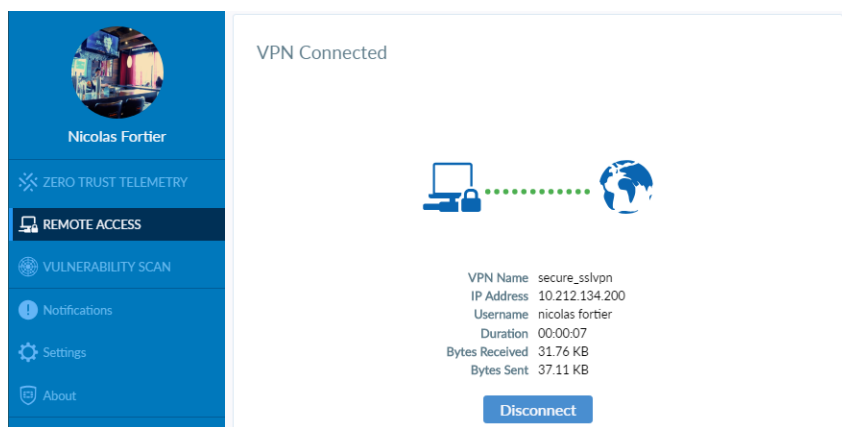 Nicolas Fortier
ZERO TRUST TELEMETRY
REMOTE ACCESS
VULNERABILITY SCAN
Notifications
Settings
About
VPN Connected
VPN Name secure_sslvpn
IP Address 10.212.134.200
Username nicolas fortier
Duration 00:00:07
Bytes Received 31.76 KB
Bytes Sent 37.11 KB
Disconnect